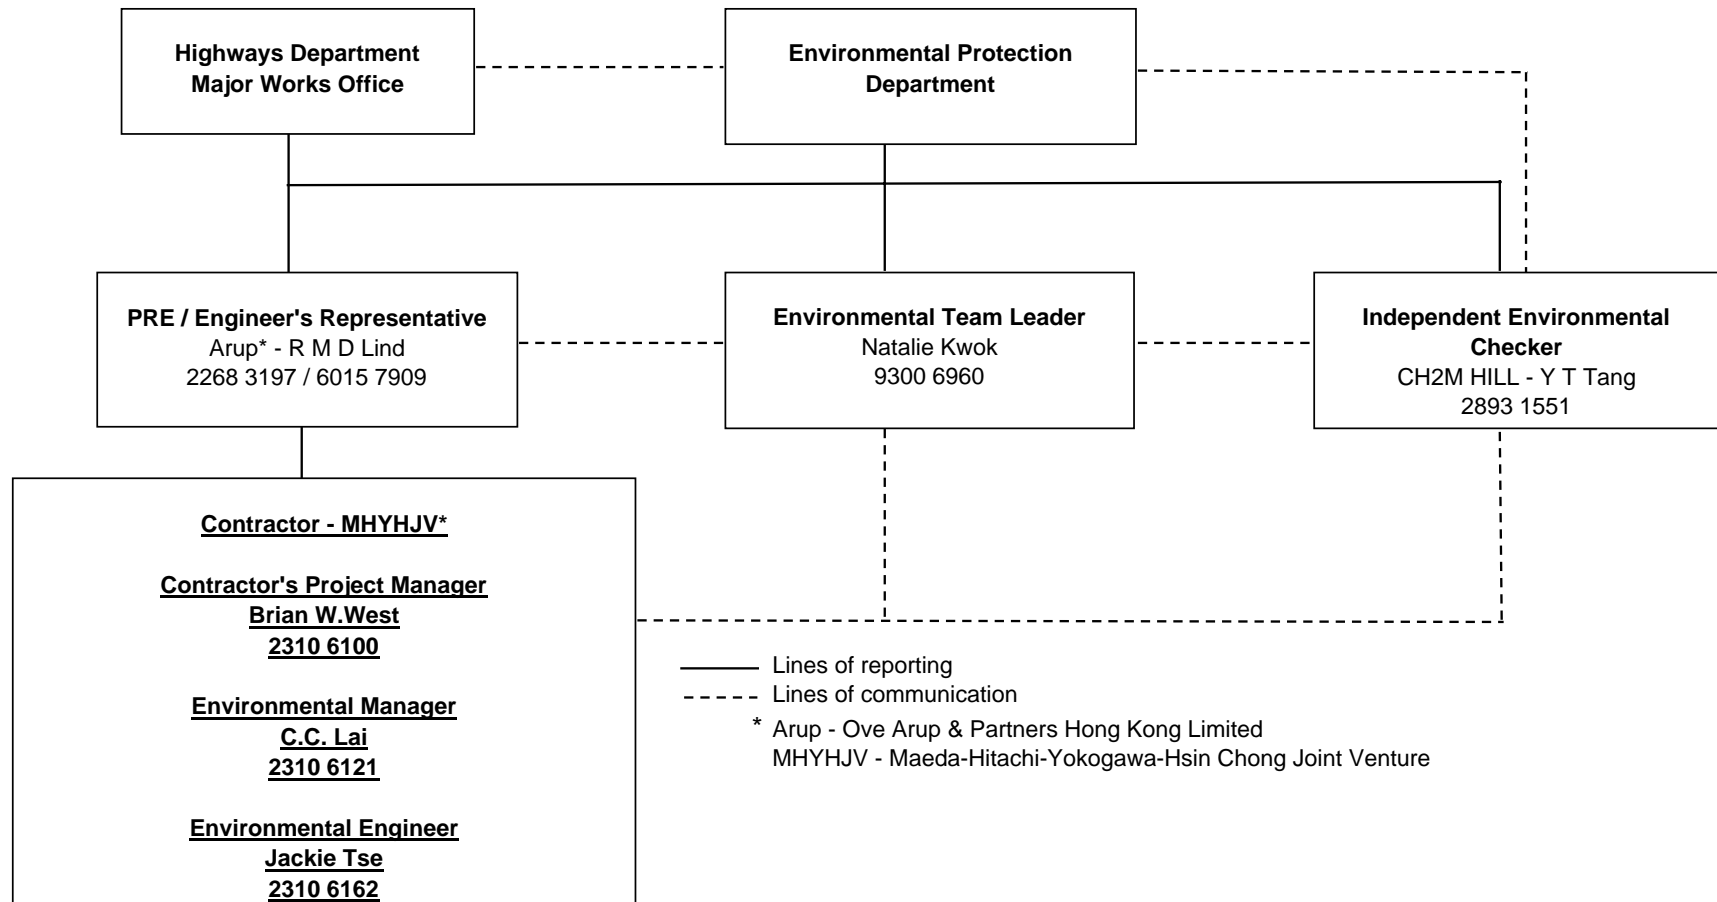 Highways Department
Major Works Office
Environmental Protection
Department
PRE / Engineer's Representative
Arup* - R M D Lind
2268 3197 / 6015 7909
Environmental Team Leader
Natalie Kwok
9300 6960
Independent Environmental
Checker
CH2M HILL - Y T Tang
2893 1551
Contractor - MHYHJV*
Contractor's Project Manager
Brian W.West
2310 6100
Environmental Manager
C.C. Lai
2310 6121
Environmental Engineer
Jackie Tse
2310 6162
Lines of reporting
Lines of communication
* Arup - Ove Arup & Partners Hong Kong Limited
MHYHJV - Maeda-Hitachi-Yokogawa-Hsin Chong Joint Venture